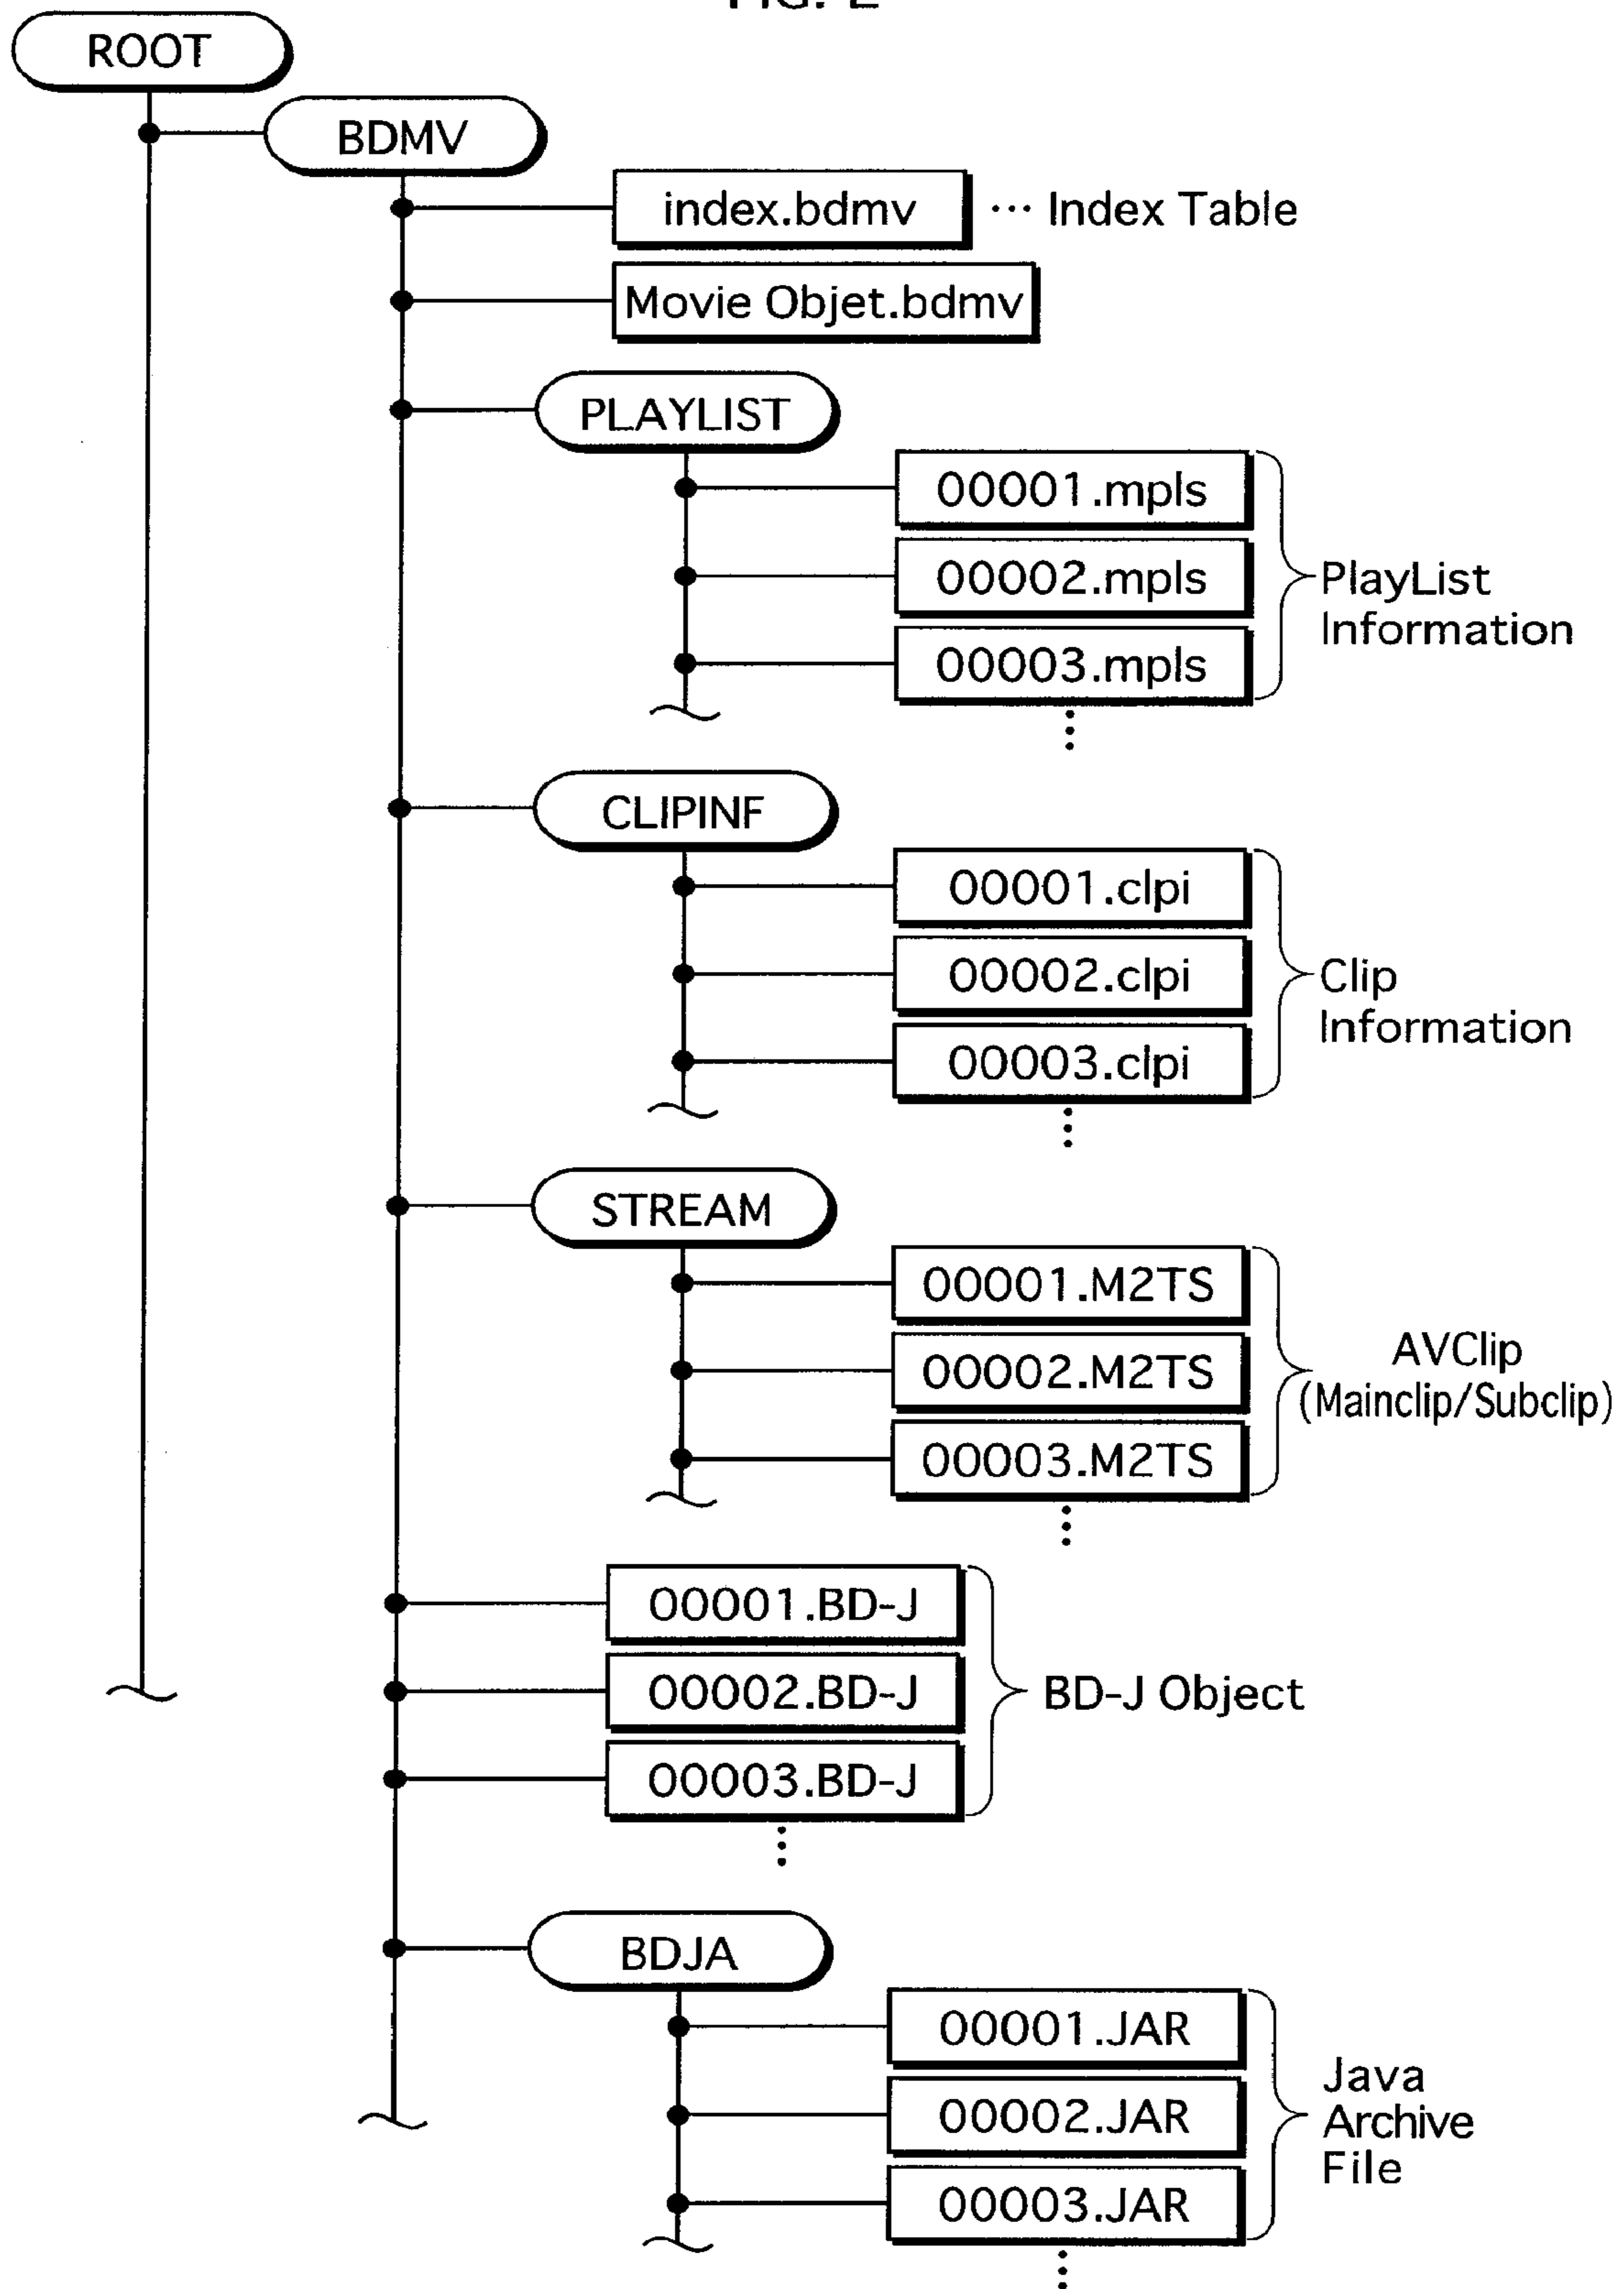 FIG. 2
ROOT
BDMV
index.bdmv ··· Index Table
Movie Objet.bdmv
PLAYLIST
00001.mpls
00002.mpls
00003.mpls
PlayList
Information
CLIPINF
00001.clpi
00002.clpi
00003.clpi
Clip
Information
STREAM
00001.M2TS
00002.M2TS
00003.M2TS
AVClip
(Mainclip/Subclip)
00001.BD-J
00002.BD-J
00003.BD-J
BD-J Object
BDJA
00001.JAR
00002.JAR
00003.JAR
Java
Archive
File